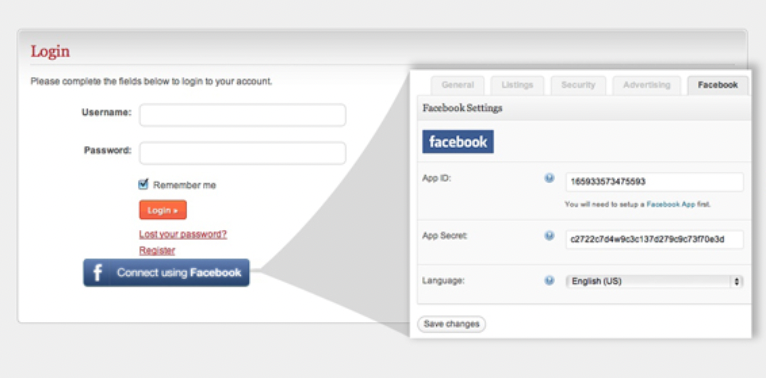 Login
Please complete the fields below to login to your account.
Username:
Password:
Remember me
Login »
Lost your password?
Register
f Connect using Facebook
General Listings Security Advertising Facebook
Facebook Settings
facebook
App ID: 165933573475593
You will need to setup a Facebook App first.
App Secret: c2722c7d4w9c3c137d279c9c73f70e3d
Language: English (US)
Save changes